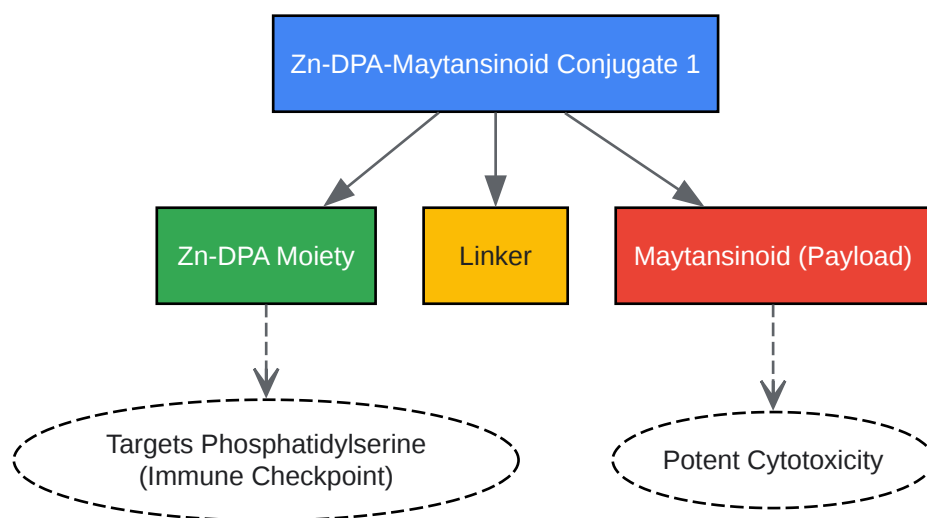 Zn-DPA-Maytansinoid Conjugate 1
Zn-DPA Moiety
Linker
Maytansinoid (Payload)
Targets Phosphatidylserine
(Immune Checkpoint)
Potent Cytotoxicity